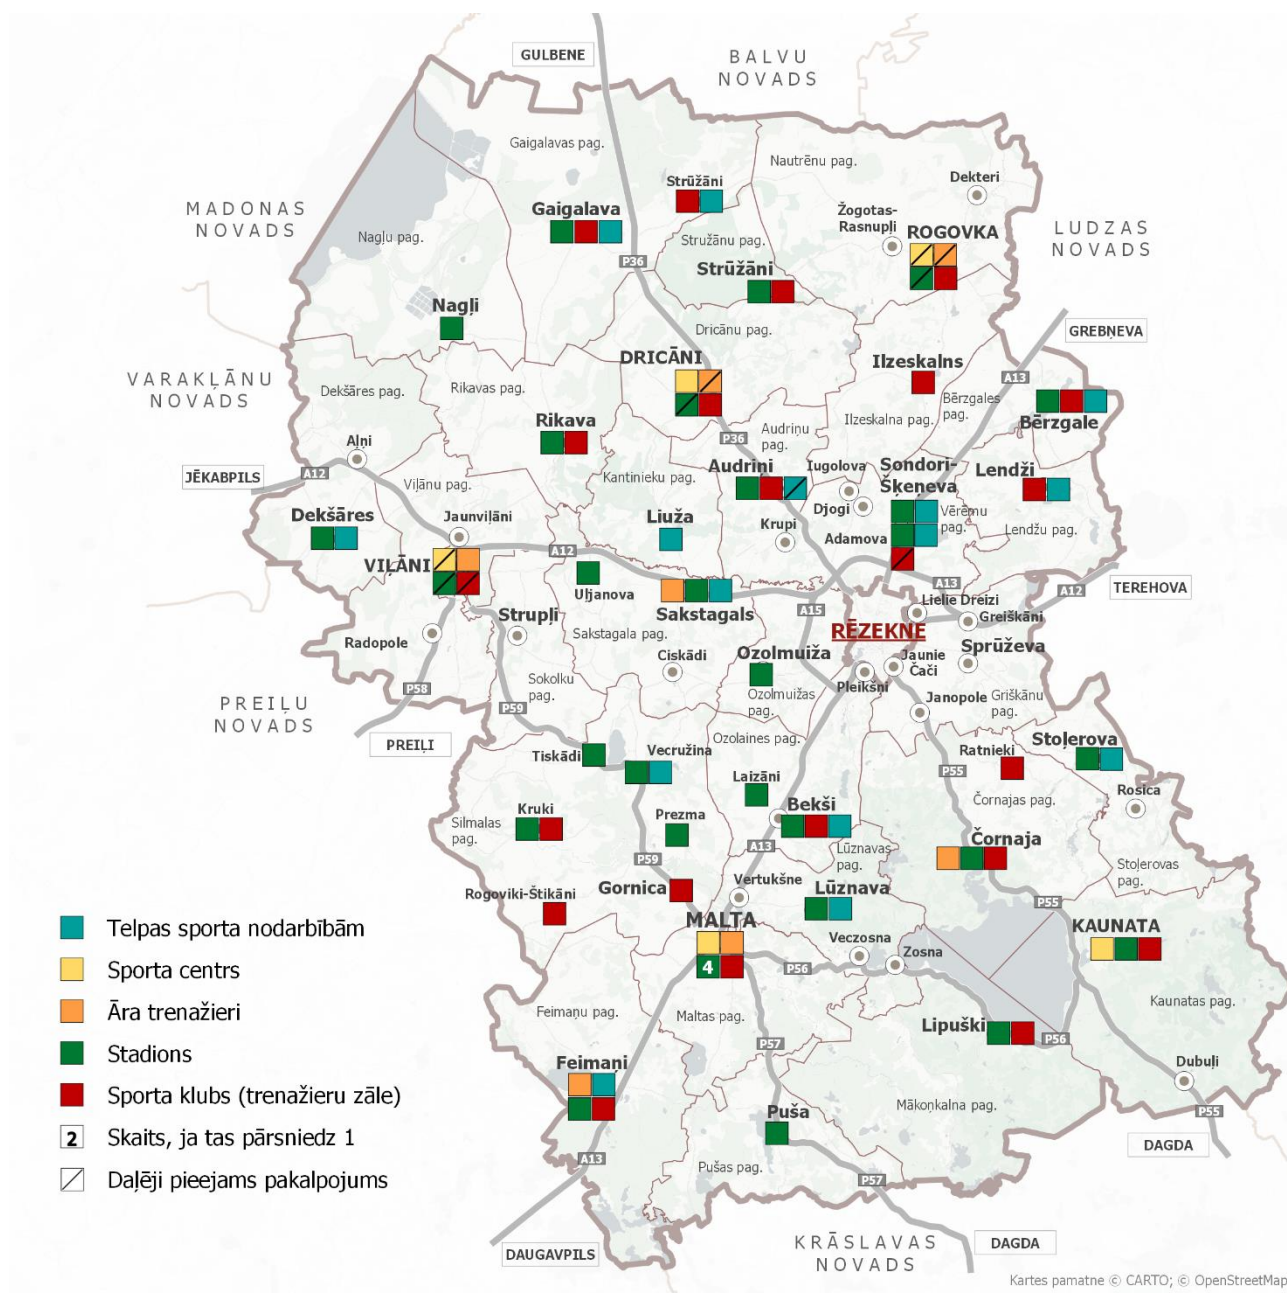 GULBENE
BALVU
NOVADS
Gaigalavas pag.
Nautrēnu pag.
Strūžāni
Dekteri
MADONAS
NOVADS
Gaigalava
Žogotas-
Rasnupļi
ROGOVKA
LUDZAS
NOVADS
Nagļu pag.
Stružānu pag.
P36
Strūžāni
Nagļi
Dricānu pag.
GREBŅEVA
DRICĀNI
Ilzeskalns
A13
VARAKĻĀNU
NOVADS
Dekšāres pag.
Rikavas pag.
Bērzgales
pag.
Rikava
Audriņu
pag.
Ilzeskalna pag.
Bērzgale
P36
Aļņi
JĒKABPILS
A12
Viļānu pag.
Kantinieku pag.
Audriņi
Iugolova
Sondori-
Škeņeva
Lendži
Djogi
Dekšāres
Jaunviļāni
Liuža
Krupi
Adamova
Vērēmu
pag.
Lendžu pag.
VIĻĀNI
A12
Uļjanova
A13
A12
TEREHOVA
Strupļi
Sakstagals
A15
Lielie Dreizi
Greiškāni
Radopole
Sakstagala pag.
RĒZEKNE
Ciskādi
Ozolmuiža
Jaunie
Čači
Sprūževa
Pleikšņi
P58
Sokolku
pag.
Ozolmuižas
pag.
Janopole
Griškānu
pag.
PREIĻU
NOVADS
P59
PREIĻI
Ozolaines pag.
Stoļerova
Tiskādi
Vecružina
Ratnieki
P55
Laizāni
Rosica
Kruki
Prezma
Bekši
Čornajas pag.
Silmalas
pag.
Čornaja
A13
Lūznavas
pag.
P59
Stoļerovas
pag.
Gornica
Vertukšne
Lūznava
Rogoviki-Štikāni
P55
MALTA
KAUNATA
Telpas sporta nodarbībām
Veczosna
Zosna
4
P56
Sporta centrs
Kaunatas pag.
Āra trenažieri
Feimaņu pag.
Maltas pag.
Lipuški
P56
Stadions
P57
Feimaņi
Dubuļi
Sporta klubs (trenažieru zāle)
Mākoņkalna pag.
Puša
P55
2
Skaits, ja tas pārsniedz 1
DAGDA
A13
Pušas pag.
Daļēji pieejams pakalpojums
P57
KRĀSLAVAS
NOVADS
DAGDA
DAUGAVPILS
Kartes pamatne © CARTO; © OpenStreetMap